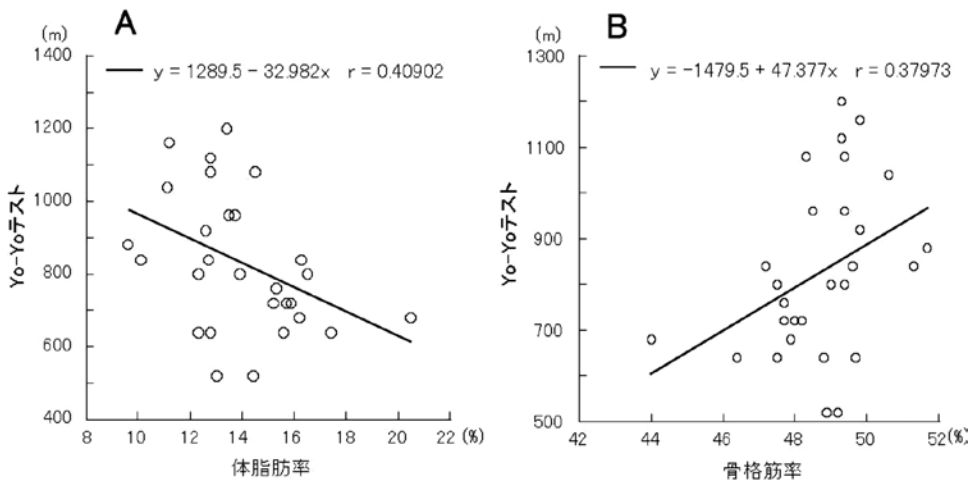 A
(m)
1400
1200
1000
800
600
400
y = 1289.5 - 32.982x r = 0.40902
Yo-Yoテスト
8 10 12 14 16 18 20 22 (%)
体脂肪率
B
(m)
1300
1100
900
700
500
y = -1479.5 + 47.377x r = 0.37973
Yo-Yoテスト
42 44 46 48 50 52 (%)
骨格筋率